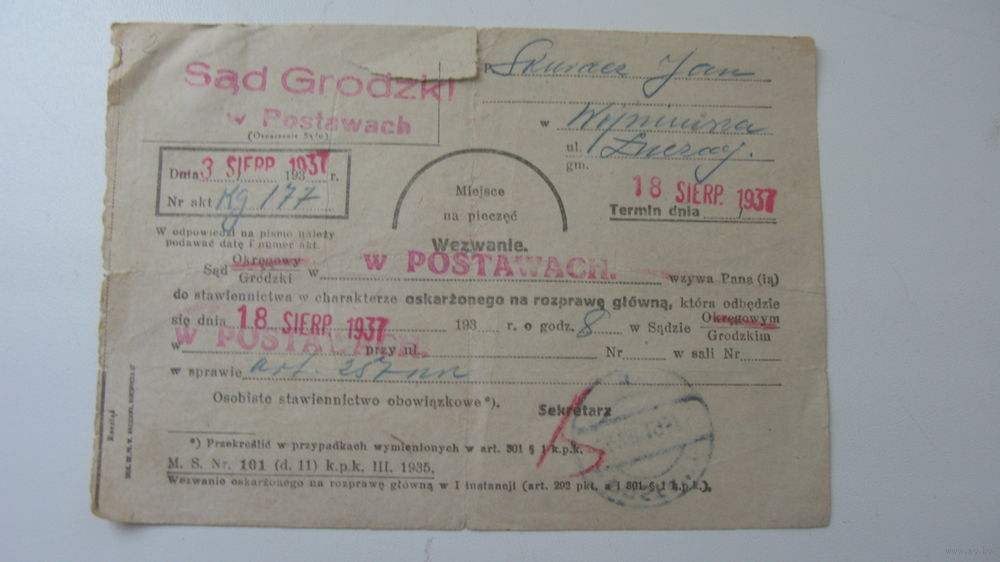 Sąd Grodzki
w Postawach
(Oznaczenie Sądu)
P. Jan
w
ul.
gm.
Dnia 3 SIERP. 1937 193 r.
Nr akt Kg 177
Miejsce
na pieczęć
18 SIERP. 1937
Termin dnia
W odpowiedzi na pismo należy
podawać datę i numer akt.
Wezwanie.
Sąd Okręgowy
Grodzki w W POSTAWACH. wzywa Pana (ią)
do stawiennictwa w charakterze oskarżonego na rozprawę główną, która odbędzie
się dnia 18 SIERP. 1937 193 r. o godz. 8 w Sądzie Okręgowym
Grodzkim
w W POSTAWACH. przy ul. Nr w sali Nr
w sprawie art. 257
Osobiste stawiennictwo obowiązkowe*).
Sekretarz
*) Przekreślić w przypadkach wymienionych w art. 301 § 1 k.p.k.
M. S. Nr. 101 (d. 11) k.p.k. III. 1935.
Wezwanie oskarżonego na rozprawę główną w I instancji (art. 292 pkt. a i 301 § 1 k.p.k.).